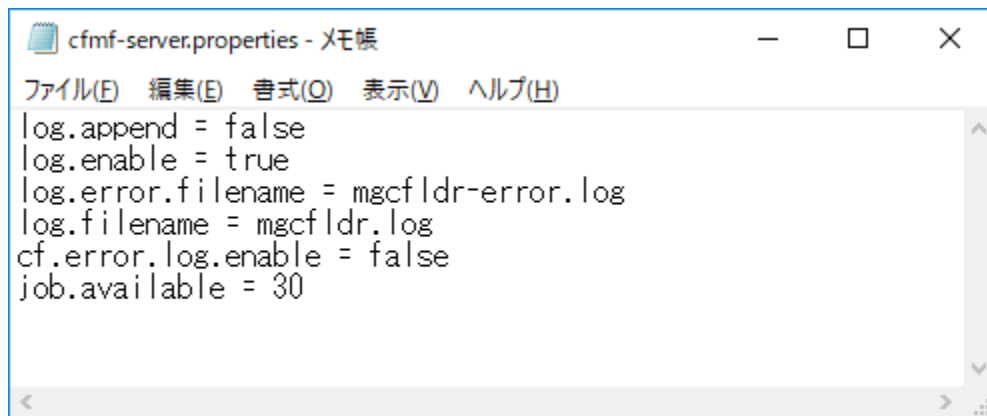 cfmf-server.properties - メモ帳
ファイル(F) 編集(E) 書式(O) 表示(V) ヘルプ(H)
log.append = false
log.enable = true
log.error.filename = mgcfldr-error.log
log.filename = mgcfldr.log
cf.error.log.enable = false
job.available = 30